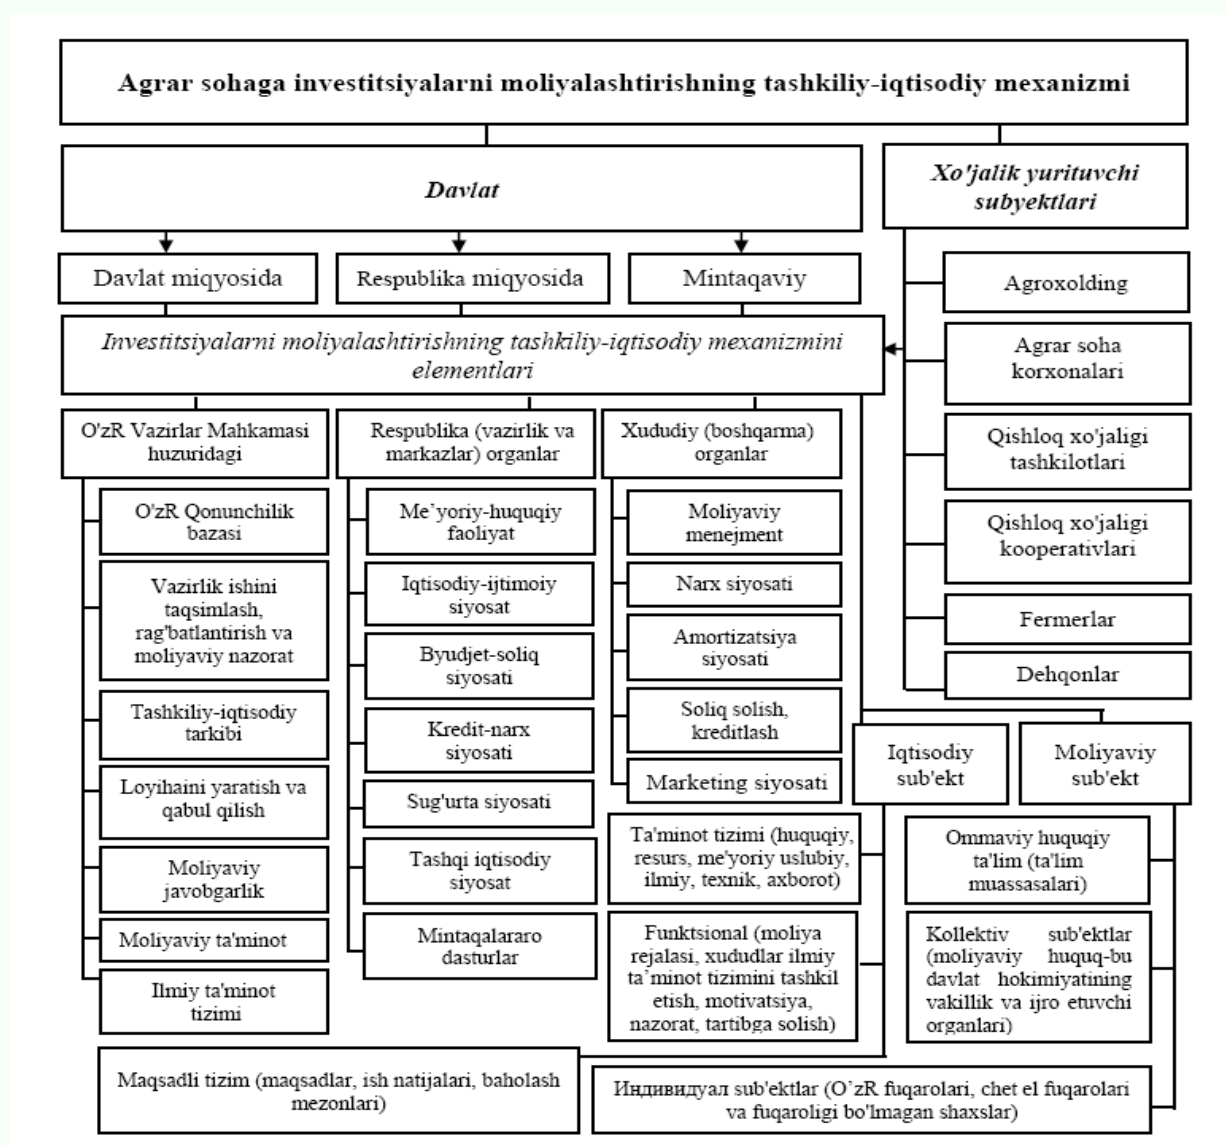 Agrar sohaga investitsiyalarni moliyalashtirishning tashkiliy-iqtisodiy mexanizmi
Davlat
Xo'jalik yurituvchi
subyektlari
Davlat miqyosida
Respublika miqyosida
Mintaqaviy
Investitsiyalarni moliyalashtirishning tashkiliy-iqtisodiy mexanizmini
elementlari
Agroxolding
Agrar soha
korxonalari
Qishloq xo'jaligi
tashkilotlari
Qishloq xo'jaligi
kooperativlari
Fermerlar
Dehqonlar
O'zR Vazirlar Mahkamasi
huzuridagi
O'zR Qonunchilik
bazasi
Vazirlik ishini
taqsimlash,
rag'batlantirish va
moliyaviy nazorat
Tashkiliy-iqtisodiy
tarkibi
Loyihaini yaratish va
qabul qilish
Moliyaviy
javobgarlik
Moliyaviy ta'minot
Ilmiy ta'minot
tizimi
Respublika (vazirlik va
markazlar) organlar
Me’yoriy-huquqiy
faoliyat
Iqtisodiy-ijtimoiy
siyosat
Byudjet-soliq
siyosati
Kredit-narx
siyosati
Sug'urta siyosati
Tashqi iqtisodiy
siyosat
Mintaqalararo
dasturlar
Xududiy (boshqarma)
organlar
Moliyaviy
menejment
Narx siyosati
Amortizatsiya
siyosati
Soliq solish,
kreditlash
Marketing siyosati
Iqtisodiy
sub'ekt
Moliyaviy
sub'ekt
Ta'minot tizimi (huquqiy,
resurs, me'yoriy uslubiy,
ilmiy, texnik, axborot)
Funktsional (moliya
rejalasi, xududlar ilmiy
ta’minot tizimini tashkil
etish, motivatsiya,
nazorat, tartibga solish)
Ommaviy huquqiy
ta'lim (ta'lim
muassasalari)
Kollektiv sub'ektlar
(moliyaviy huquq-bu
davlat hokimiyatining
vakillik va ijro etuvchi
organlari)
Maqsadli tizim (maqsadlar, ish natijalari, baholash
mezonlari)
Индивидуал sub'ektlar (O’zR fuqarolari, chet el fuqarolari
va fuqaroligi bo'lmagan shaxslar)